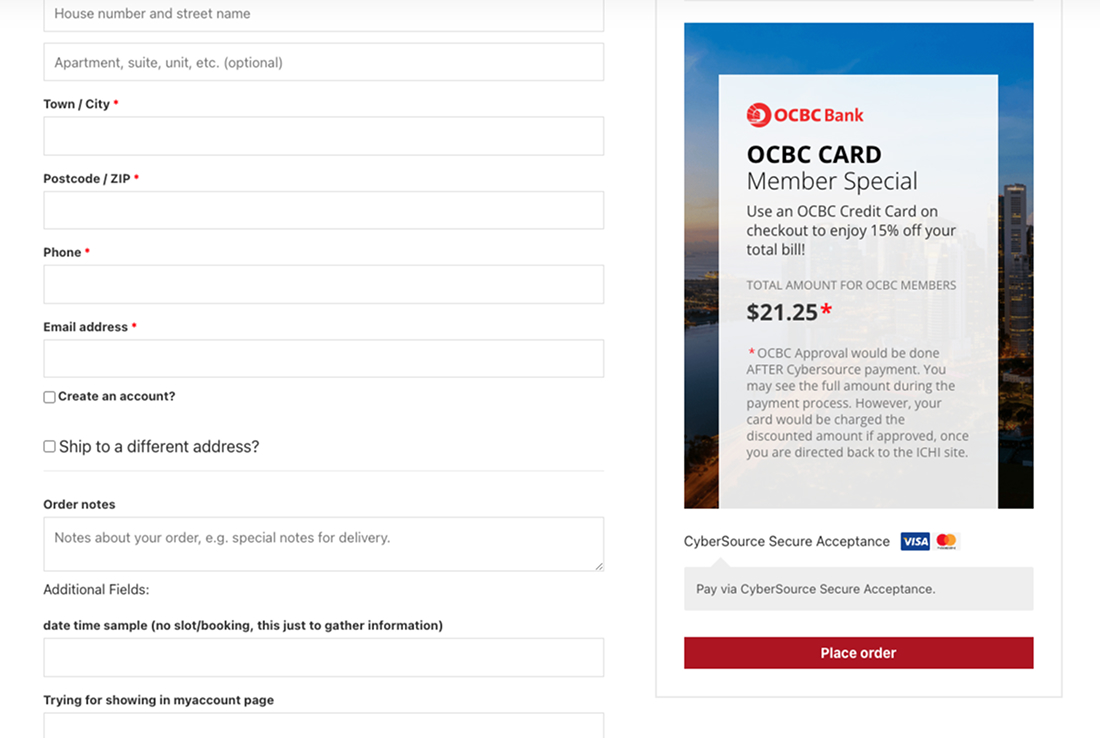 House number and street name
Apartment, suite, unit, etc. (optional)
Town / City *
Postcode / ZIP *
Phone *
Email address *
Create an account?
Ship to a different address?
Order notes
Notes about your order, e.g. special notes for delivery.
Additional Fields:
date time sample (no slot/booking, this just to gather information)
Trying for showing in myaccount page
OCBC Bank
OCBC CARD
Member Special
Use an OCBC Credit Card on
checkout to enjoy 15% off your
total bill!
TOTAL AMOUNT FOR OCBC MEMBERS
$21.25*
*OCBC Approval would be done
AFTER Cybersource payment. You
may see the full amount during the
payment process. However, your
card would be charged the
discounted amount if approved, once
you are directed back to the ICHI site.
CyberSource Secure Acceptance VISA
Pay via CyberSource Secure Acceptance.
Place order